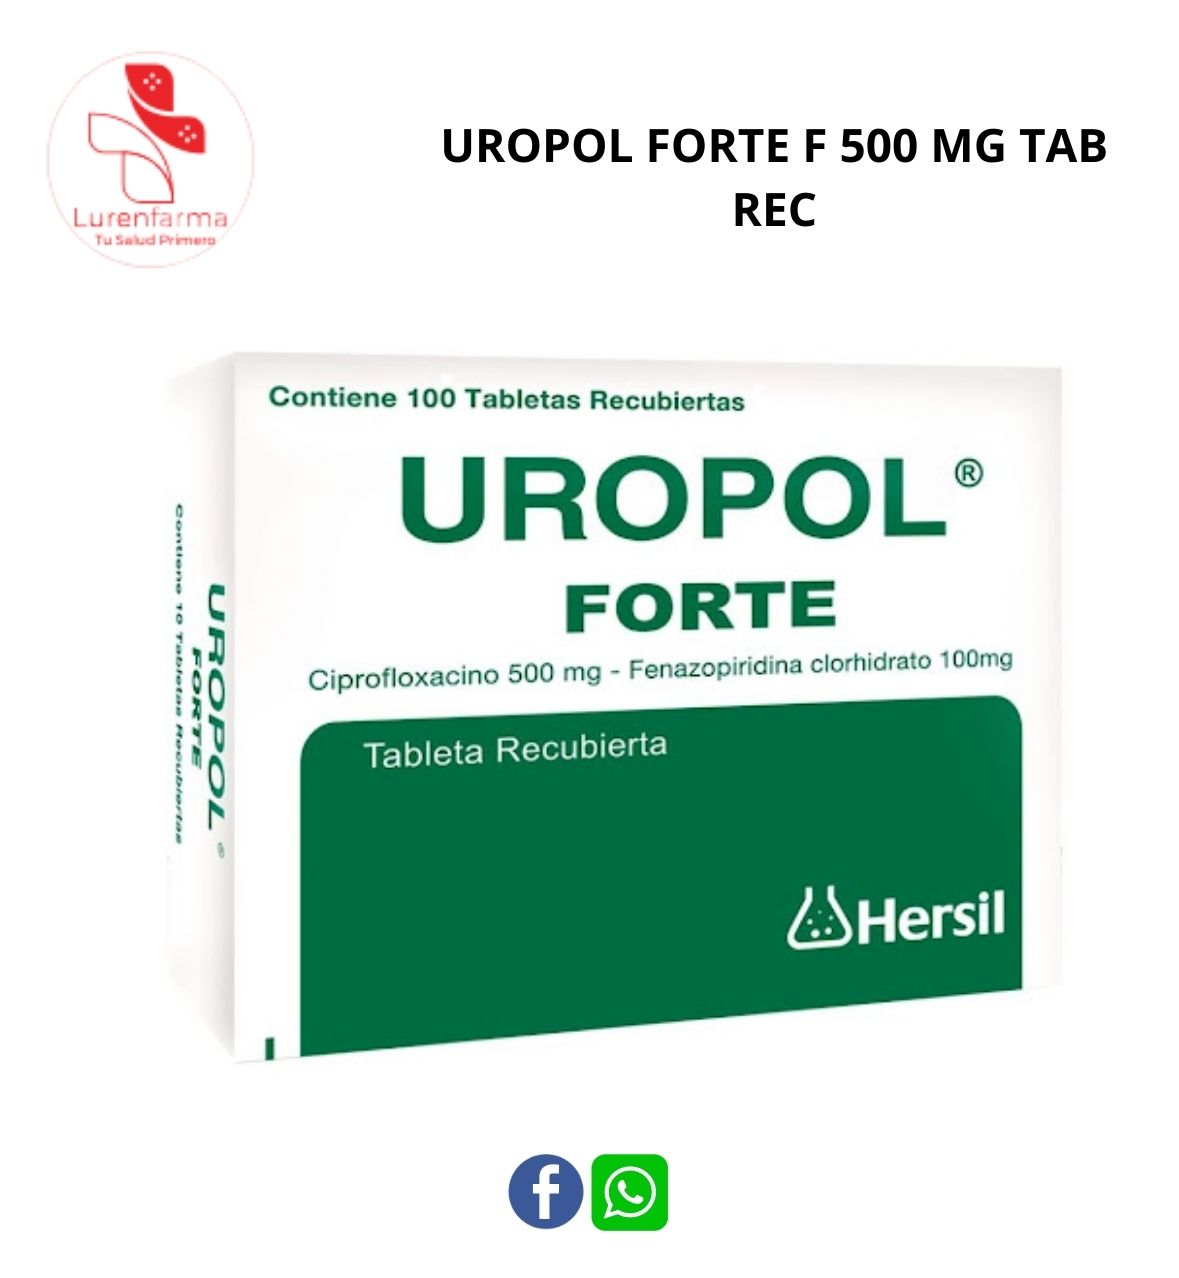 Lurenfarma
Tu Salud Primero
UROPOL FORTE F 500 MG TAB
REC
Contiene 100 Tabletas Recubiertas
UROPOL®
FORTE
Ciprofloxacino 500 mg - Fenazopiridina clorhidrato 100mg
Tableta Recubierta
Hersil
UROPOL®
FORTE
Contiene 10 Tabletas Recubiertas